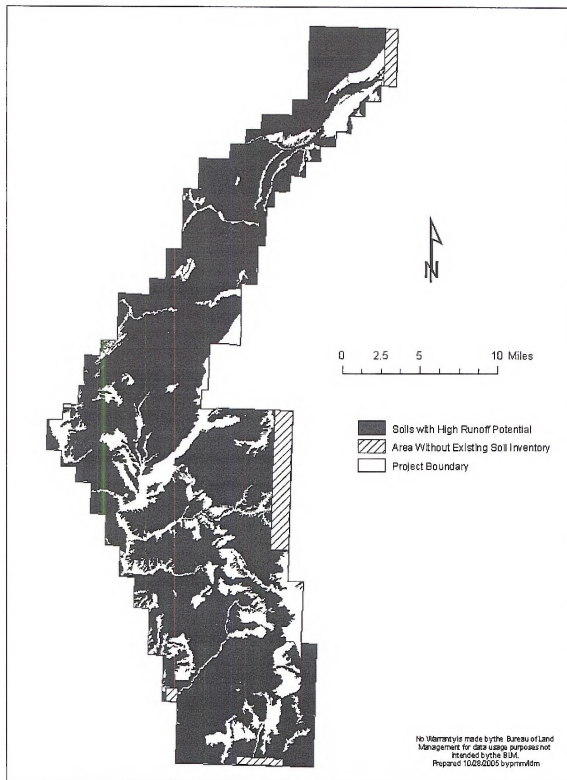 N
0 2.5 5 10 Miles
Soils with High Runoff Potential
Area Without Existing Soil Inventory
Project Boundary
No Warranty is made by the Bureau of Land
Management for data usage purposes not
intended by the BLM.
Prepared 10/28/2005 by